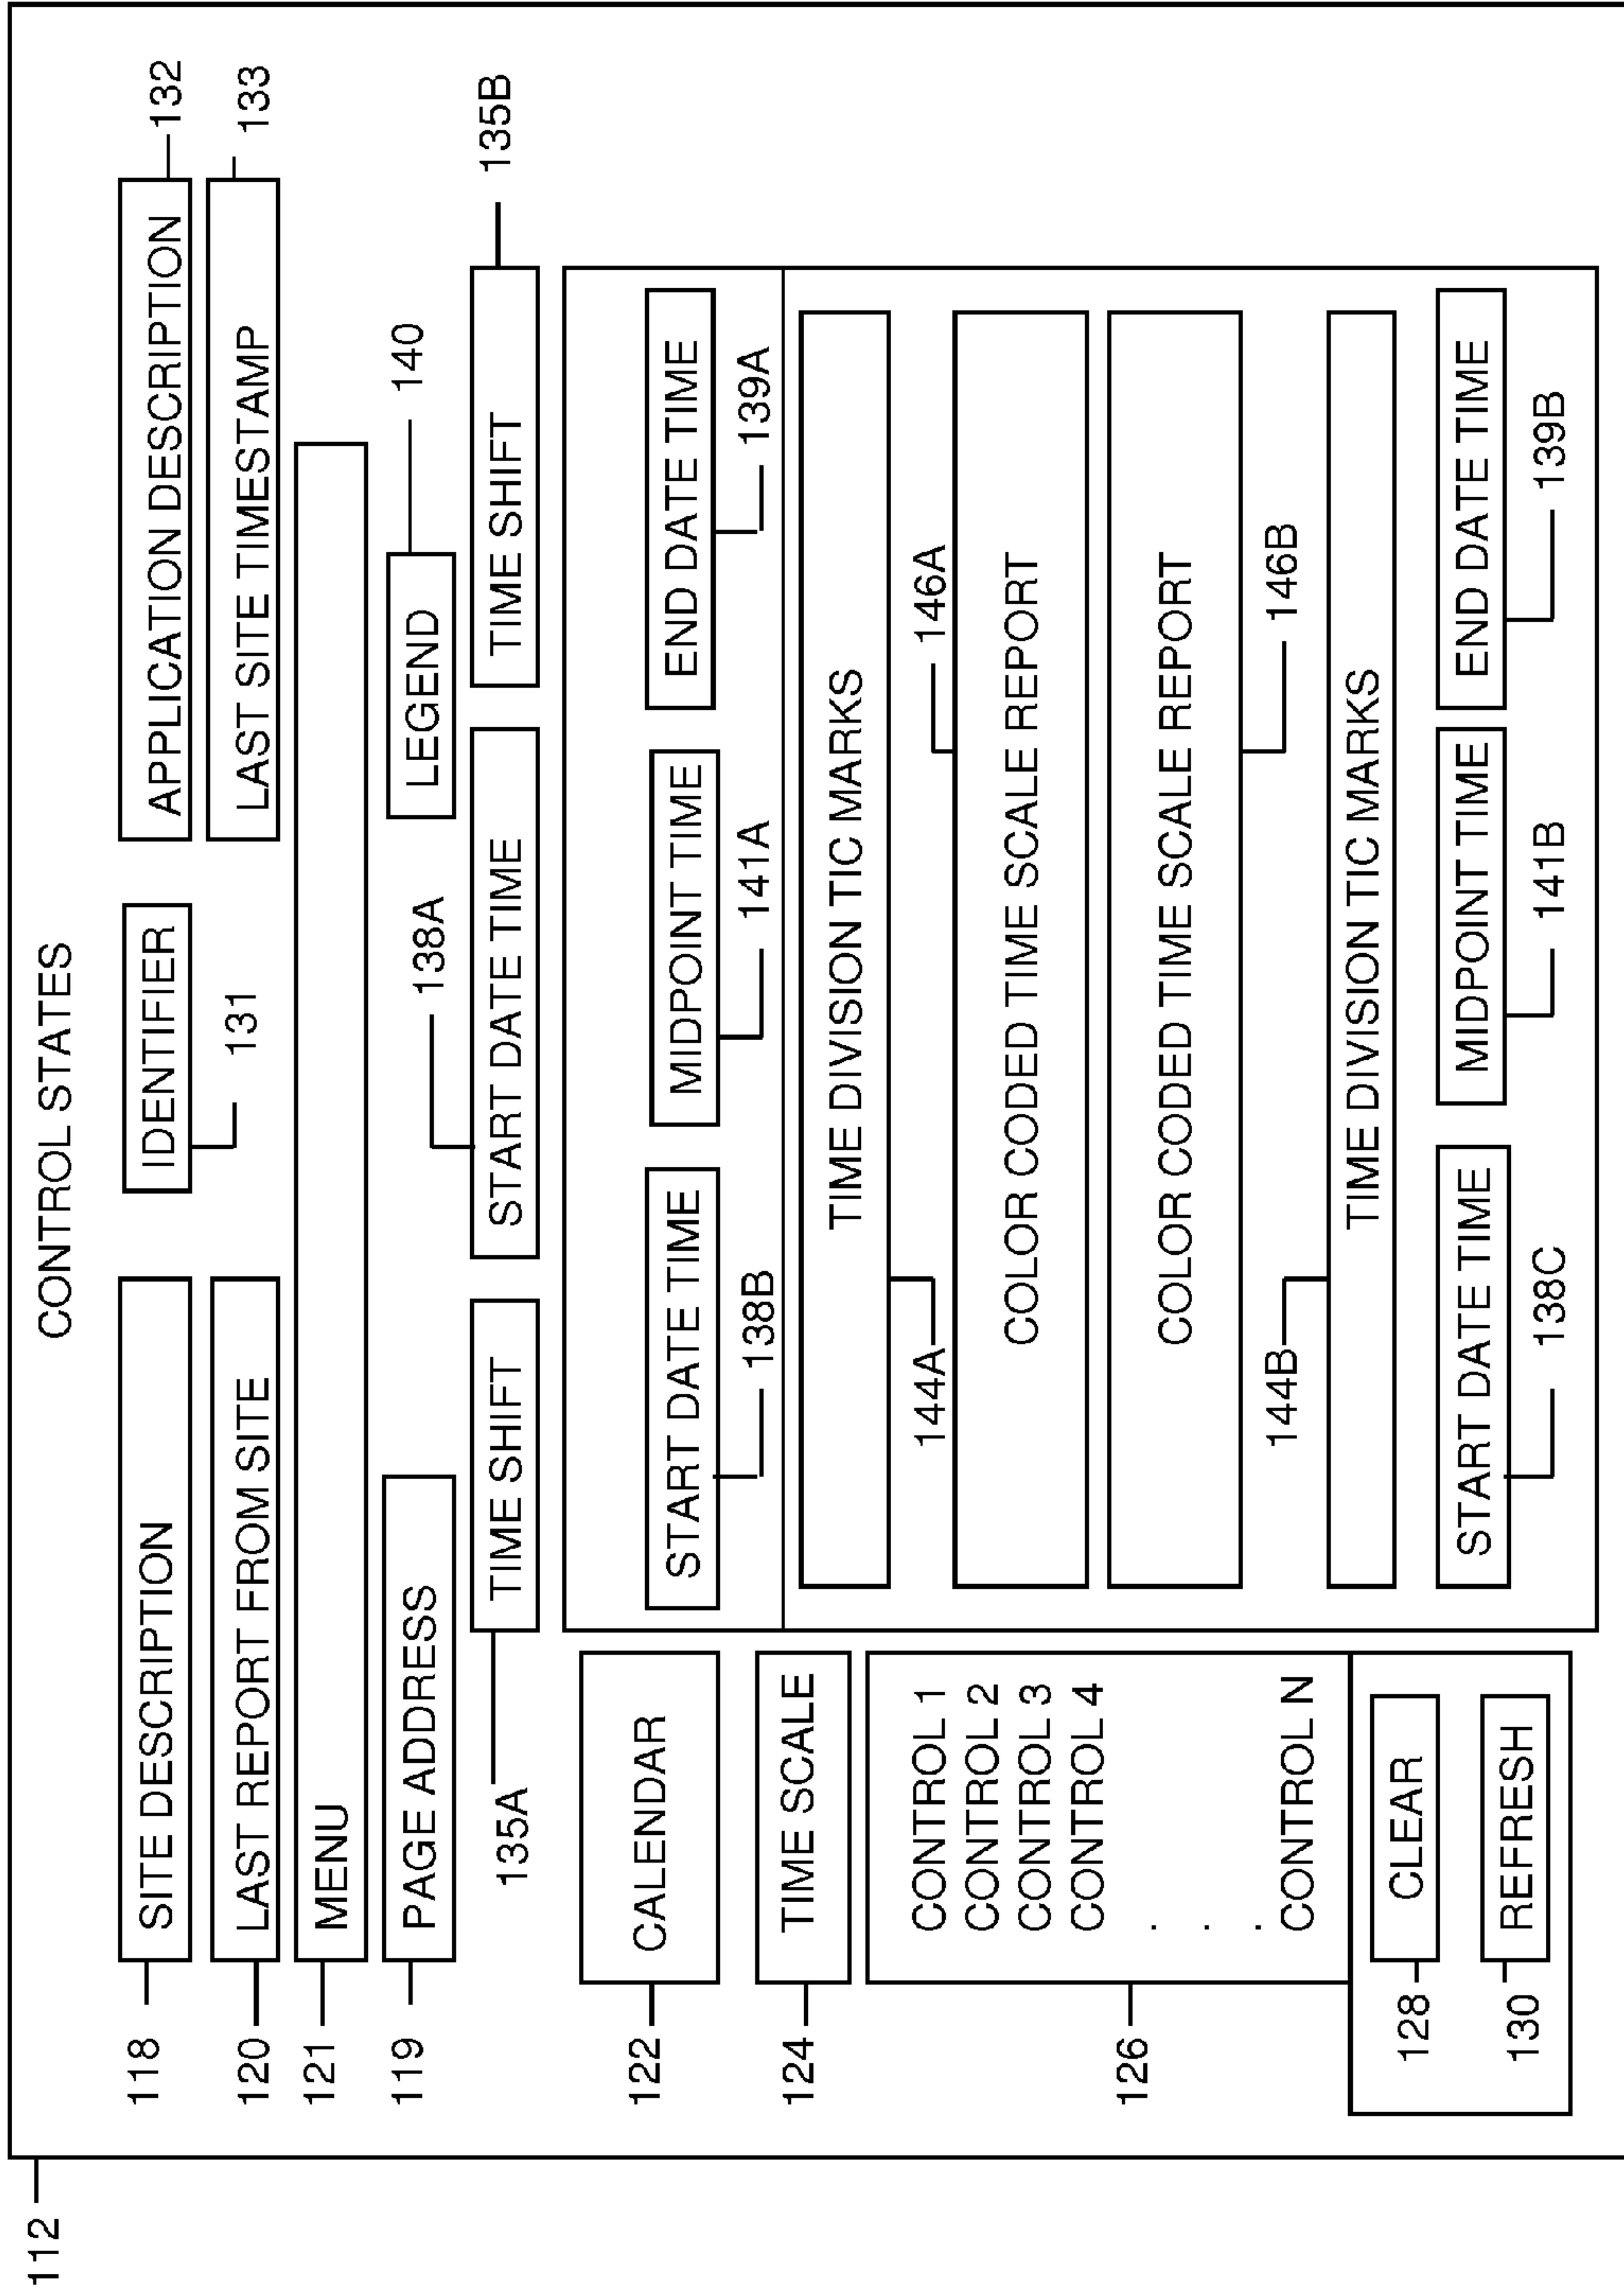 112
CONTROL STATES
118
SITE DESCRIPTION
IDENTIFIER
131
APPLICATION DESCRIPTION
132
120
LAST REPORT FROM SITE
LAST SITE TIMESTAMP
133
121
MENU
119
PAGE ADDRESS
138A
LEGEND
140
135A
TIME SHIFT
START DATE TIME
TIME SHIFT
135B
122
CALENDAR
START DATE TIME
138B
MIDPOINT TIME
141A
END DATE TIME
139A
124
TIME SCALE
TIME DIVISION TIC MARKS
144A
146A
126
CONTROL 1
CONTROL 2
CONTROL 3
CONTROL 4
.
.
.
CONTROL N
COLOR CODED TIME SCALE REPORT
COLOR CODED TIME SCALE REPORT
144B
146B
128
CLEAR
TIME DIVISION TIC MARKS
130
REFRESH
START DATE TIME
138C
MIDPOINT TIME
141B
END DATE TIME
139B